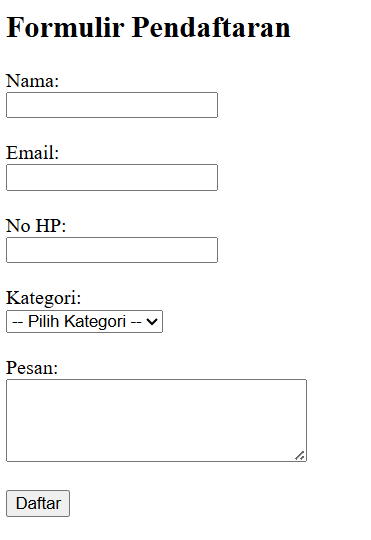 Formulir Pendaftaran
Nama:
Email:
No HP:
Kategori:
-- Pilih Kategori --
Pesan:
Daftar